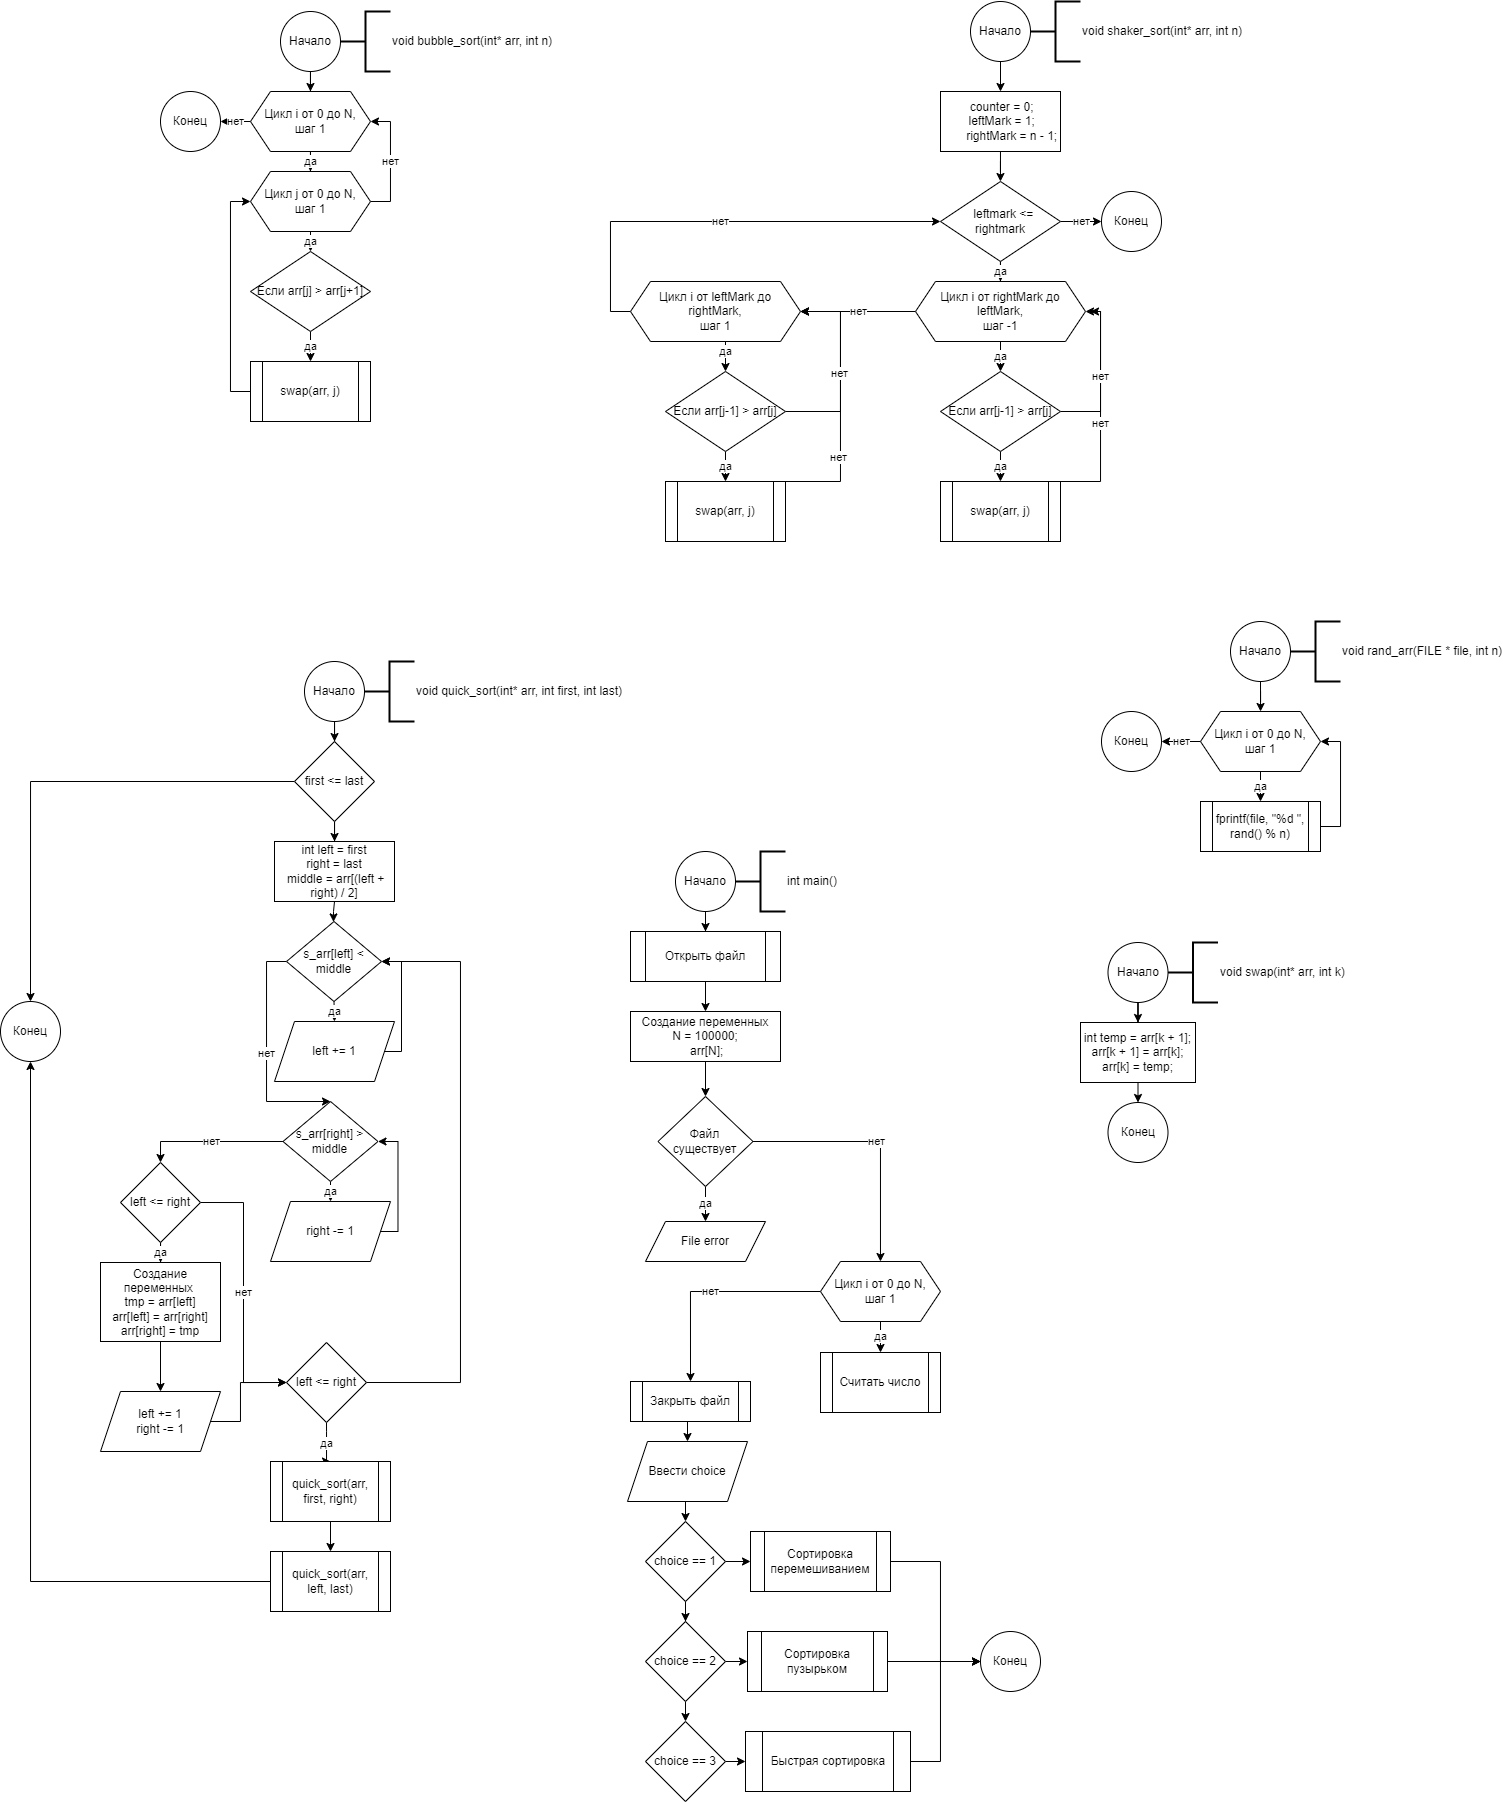 Начало
void bubble_sort(int* arr, int n)
Конец
нет
Цикл i от 0 до N,
шаг 1
да
нет
Цикл j от 0 до N,
шаг 1
да
Если arr[j] > arr[j+1]
да
swap(arr, j)
Начало
void shaker_sort(int* arr, int n)
counter = 0;
leftMark = 1;
rightMark = n - 1;
leftmark <=
rightmark
нет
Конец
нет
да
Цикл i от rightMark до
leftMark,
шаг -1
нет
Цикл i от leftMark до
rightMark,
шаг 1
да
Если arr[j-1] > arr[j]
нет
да
нет
swap(arr, j)
да
Если arr[j-1] > arr[j]
нет
нет
да
swap(arr, j)
Начало
void quick_sort(int* arr, int first, int last)
first <= last
int left = first
right = last
middle = arr[(left +
right) / 2]
s_arr[left] <
middle
да
left += 1
Конец
нет
s_arr[right] >
middle
нет
да
right -= 1
left <= right
да
нет
Создание
переменных
tmp = arr[left]
arr[left] = arr[right]
arr[right] = tmp
left += 1
right -= 1
left <= right
да
quick_sort(arr,
first, right)
quick_sort(arr,
left, last)
Начало
int main()
Открыть файл
Создание переменных
N = 100000;
arr[N];
Файл
существует
нет
да
File error
Цикл i от 0 до N,
шаг 1
нет
да
Считать число
Закрыть файл
Ввести choice
choice == 1
Сортировка
перемешиванием
choice == 2
Сортировка
пузырьком
Конец
choice == 3
Быстрая сортировка
Начало
void rand_arr(FILE * file, int n)
Конец
нет
Цикл i от 0 до N,
шаг 1
да
fprintf(file, "%d ",
rand() % n)
Начало
void swap(int* arr, int k)
int temp = arr[k + 1];
arr[k + 1] = arr[k];
arr[k] = temp;
Конец